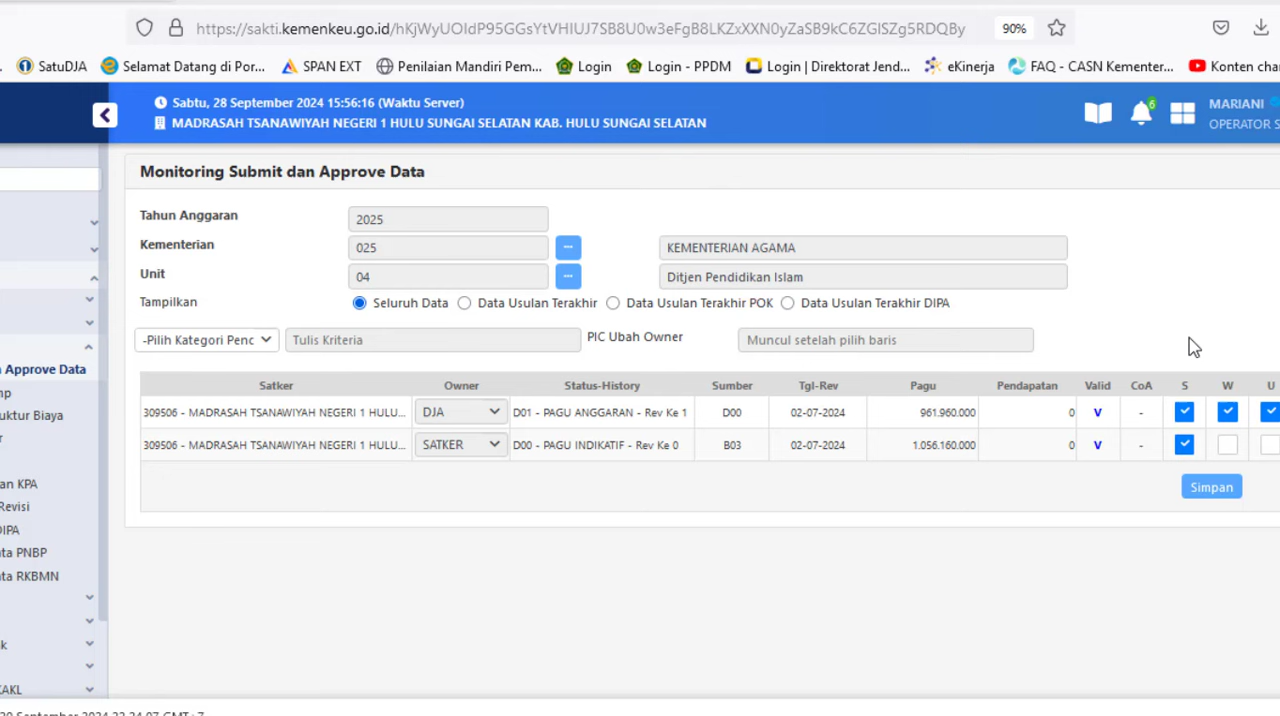 https://sakti.kemenkeu.go.id/hKjWyUOIdP95GGsYtVHIUJ7SB8U0w3eFgB8LKZxXXN0yZaSB9kC6ZGlSZg5RDQBy 90%
SatuDJA Selamat Datang di Por... SPAN EXT Penilaian Mandiri Pem... Login Login - PPDM Login | Direktorat Jend... eKinerja FAQ - CASN Kementer... Konten cha
Sabtu, 28 September 2024 15:56:16 (Waktu Server)
MADRASAH TSANAWIYAH NEGERI 1 HULU SUNGAI SELATAN KAB. HULU SUNGAI SELATAN
6
MARIANI
OPERATOR S
Monitoring Submit dan Approve Data
Tahun Anggaran 2025
Kementerian 025 ... KEMENTERIAN AGAMA
Unit 04 ... Ditjen Pendidikan Islam
Tampilkan Seluruh Data Data Usulan Terakhir Data Usulan Terakhir POK Data Usulan Terakhir DIPA
-Pilih Kategori Penc Tulis Kriteria PIC Ubah Owner Muncul setelah pilih baris
Satker Owner Status-History Sumber Tgl-Rev Pagu Pendapatan Valid CoA S W U
309506 - MADRASAH TSANAWIYAH NEGERI 1 HULU... DJA D01 - PAGU ANGGARAN - Rev Ke 1 D00 02-07-2024 961.960.000 0 V -
309506 - MADRASAH TSANAWIYAH NEGERI 1 HULU... SATKER D00 - PAGU INDIKATIF - Rev Ke 0 B03 02-07-2024 1.056.160.000 0 V -
Simpan
Approve Data
mp
uktur Biaya
r
an KPA
Revisi
DIPA
ta PNBP
ta RKBMN
k
KAKL